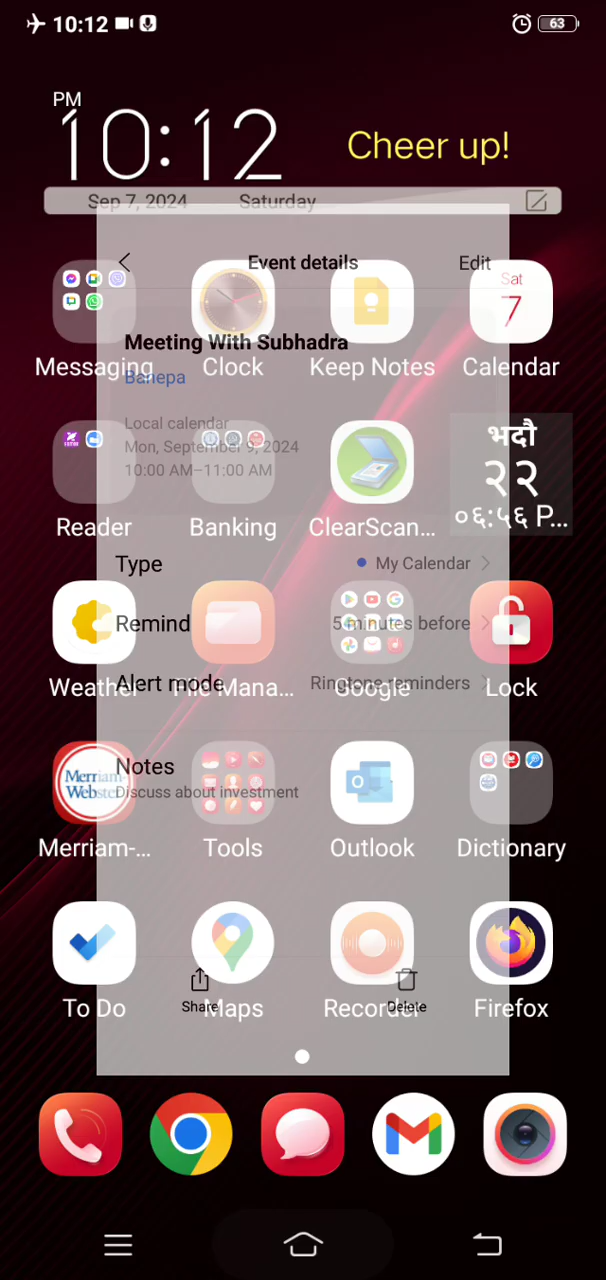 10:12
63
PM
10:12
Cheer up!
Sep 7, 2024 Saturday
Event details
Edit
Sat
7
Meeting With Subhadra
Messaging
Clock
Keep Notes
Calendar
Banepa
Local calendar
Mon, September 9, 2024
10:00 AM–11:00 AM
भदौ
२२
०६:५६ P...
Reader
Banking
ClearScan...
Type
My Calendar
Remind
5 minutes before
Weather
File Mana...
Google
Lock
Alert mode
Ringtone reminders
Merriam-
Webster
Notes
Discuss about investment
Merriam-...
Tools
Outlook
Dictionary
Share
Delete
To Do
Maps
Recorder
Firefox